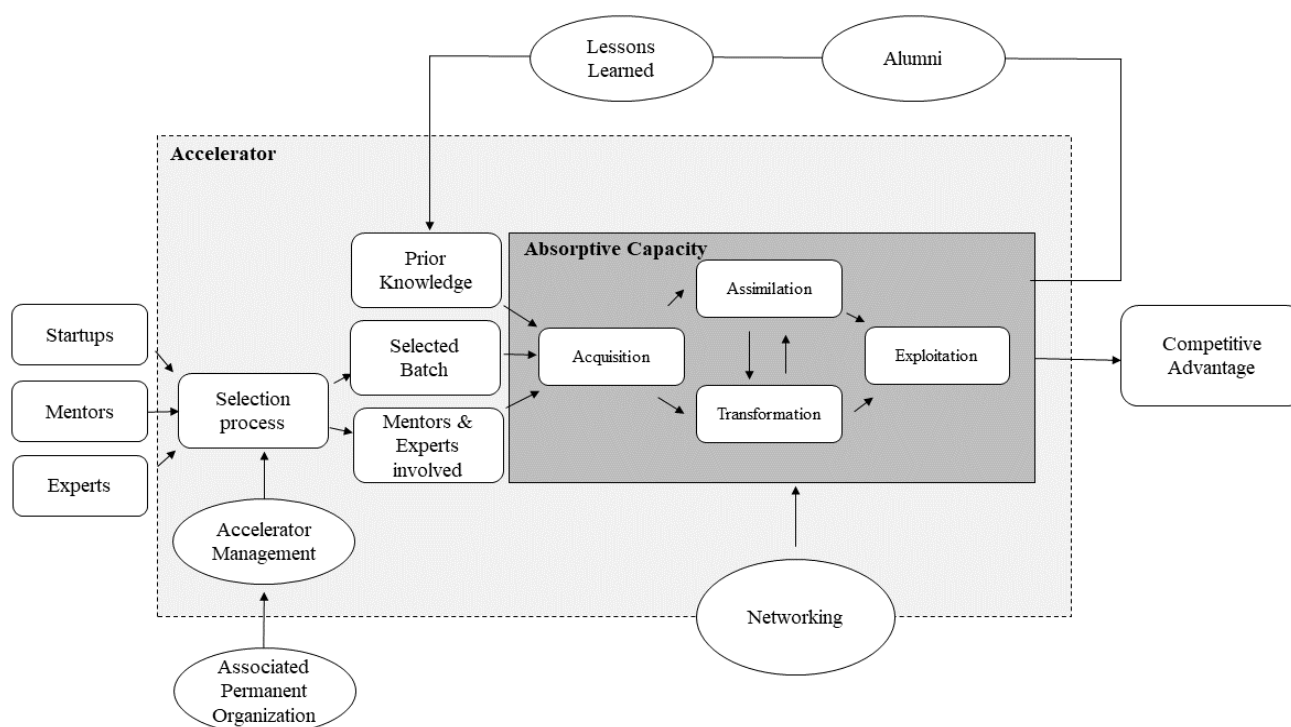 Lessons
Learned
Alumni
Accelerator
Prior
Knowledge
Absorptive Capacity
Assimilation
Startups
Selected
Batch
Acquisition
Exploitation
Competitive
Advantage
Mentors
Selection
process
Transformation
Mentors &
Experts
involved
Experts
Accelerator
Management
Networking
Associated
Permanent
Organization